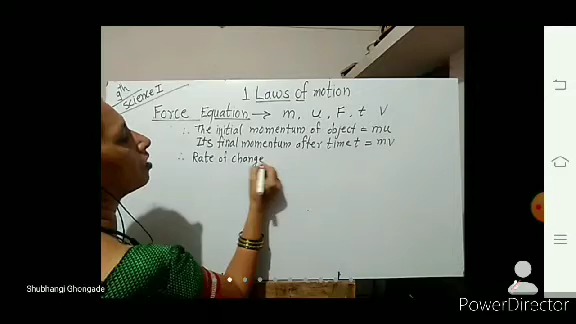 9th
Science I
1 Laws of motion
Force Equation → m, u, F, t V
∴ The initial momentum of object = mu
Its final momentum after time t = mv
∴ Rate of change
Shubhangi Ghongade
PowerDirector